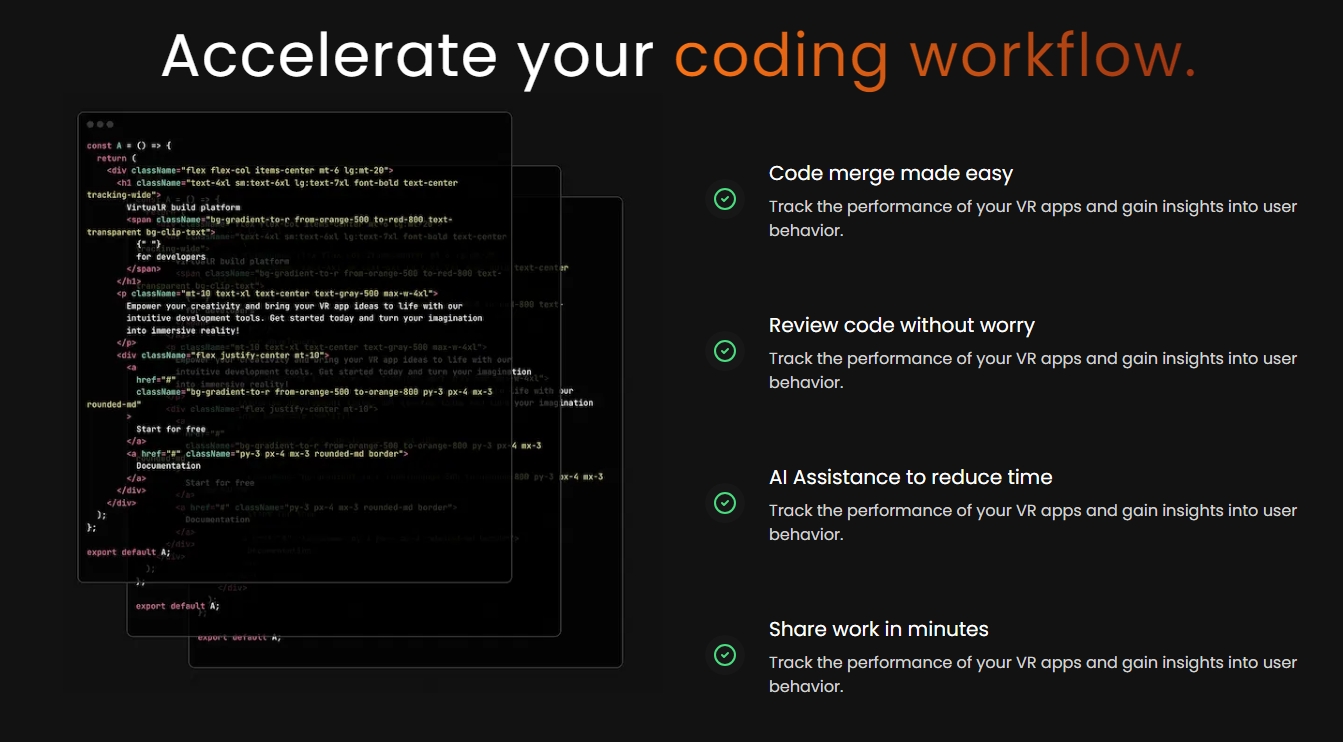 Accelerate your coding workflow.
const A = () => {
return (
<div className="flex flex-col items-center mt-6 lg:mt-20">
<h1 className="text-4xl sm:text-6xl lg:text-7xl font-bold text-center
tracking-wide">
VirtualR build platform
<span className="bg-gradient-to-r from-orange-500 to-red-800 text-
transparent bg-clip-text">
{" "}
for developers
</span>
</h1>
<p className="mt-10 text-xl text-center text-gray-500 max-w-4xl">
Empower your creativity and bring your VR app ideas to life with our
intuitive development tools. Get started today and turn your imagination
into immersive reality!
</p>
<div className="flex justify-center mt-10">
<a
href="#"
className="bg-gradient-to-r from-orange-500 to-orange-800 py-3 px-4 mx-3
rounded-md"
>
Start for free
</a>
<a href="#" className="py-3 px-4 mx-3 rounded-md border">
Documentation
</a>
</div>
</div>
);
};
export default A;
export default A;
export default A;
Code merge made easy
Track the performance of your VR apps and gain insights into user
behavior.
Review code without worry
Track the performance of your VR apps and gain insights into user
behavior.
AI Assistance to reduce time
Track the performance of your VR apps and gain insights into user
behavior.
Share work in minutes
Track the performance of your VR apps and gain insights into user
behavior.